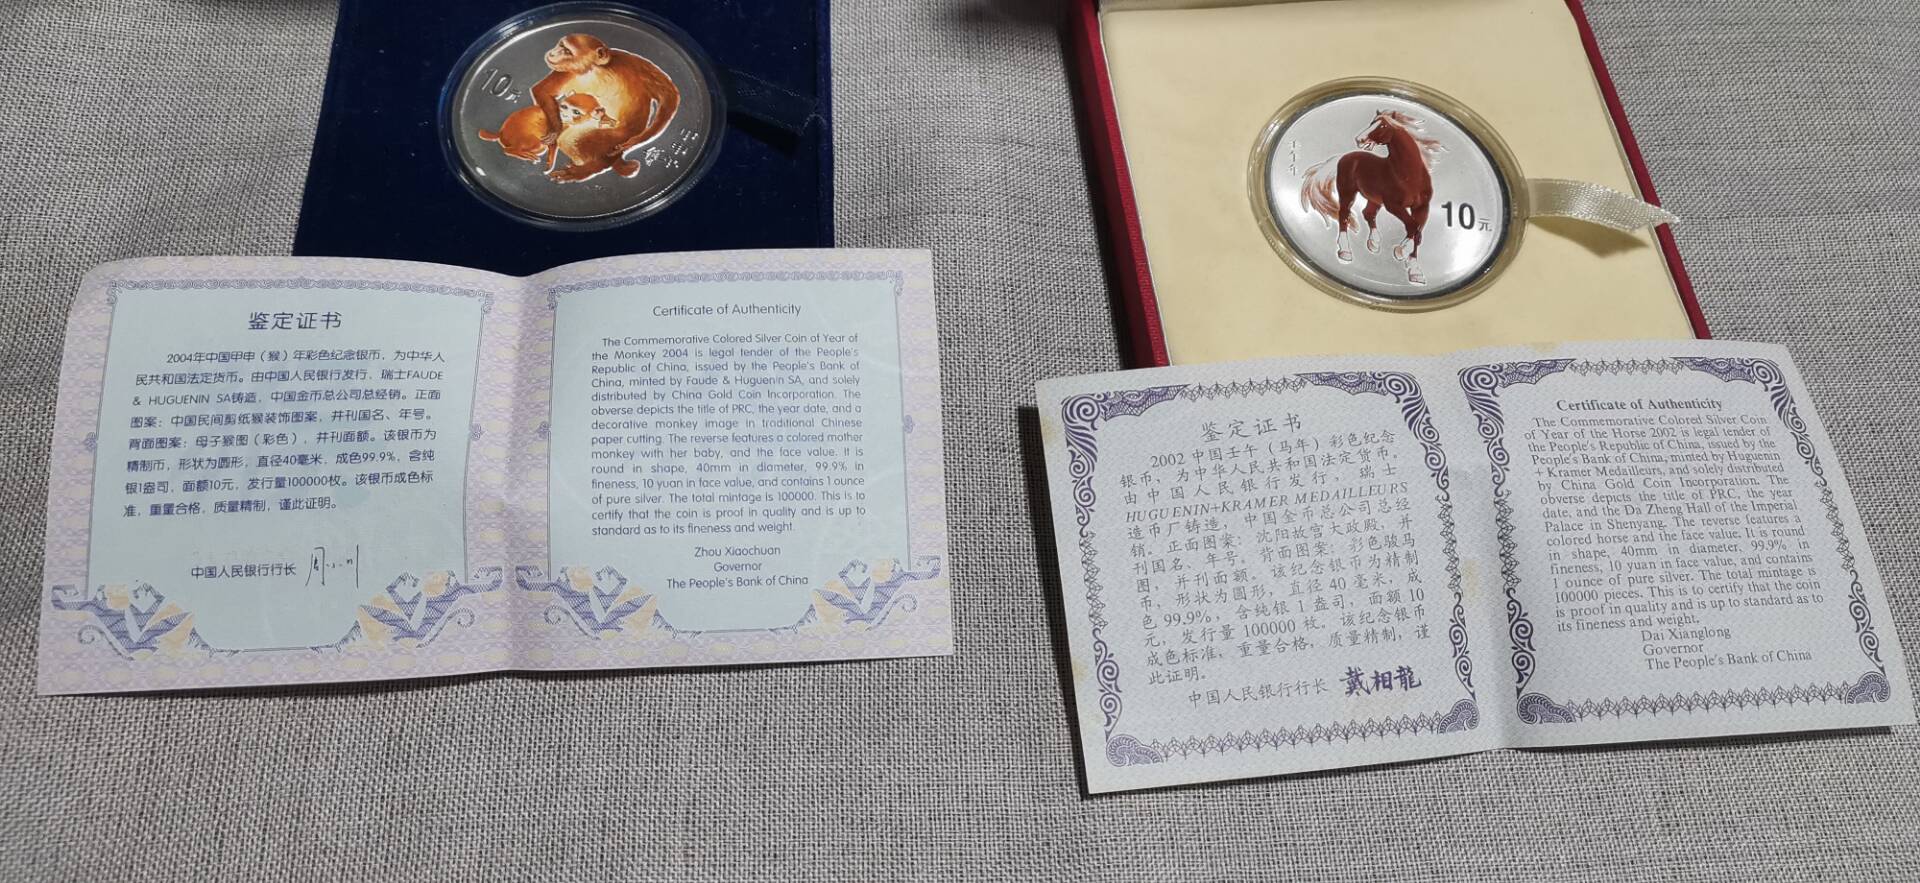 10元
鉴定证书
2004年中国甲申（猴）年彩色纪念银币，为中华人
民共和国法定货币。由中国人民银行发行，瑞士FAUDE
& HUGUENIN SA铸造，中国金币总公司总经销。正面
图案：中国民间剪纸猴装饰图案，并刊国名、年号。
背面图案：母子猴图（彩色），并刊面额。该银币为
精制币，形状为圆形，直径40毫米，成色99.9%，含纯
银1盎司，面额10元，发行量100000枚。该银币成色标
准，重量合格，质量精制，谨此证明。
中国人民银行行长
Certificate of Authenticity
The Commemorative Colored Silver Coin of Year of
the Monkey 2004 is legal tender of the People's
Republic of China, issued by the People's Bank of
China, minted by Faude & Huguenin SA, and solely
distributed by China Gold Coin Incorporation. The
obverse depicts the title of PRC, the year date, and a
decorative monkey image in traditional Chinese
paper cutting. The reverse features a colored mother
monkey with her baby, and the face value. It is
round in shape, 40mm in diameter, 99.9% in
fineness, 10 yuan in face value, and contains 1 ounce
of pure silver. The total mintage is 100000. This is to
certify that the coin is proof in quality and is up to
standard as to its fineness and weight.
Zhou Xiaochuan
Governor
The People's Bank of China
壬午年
10元
鉴定证书
2002 中国壬午（马年）彩色纪念
银币，为中华人民共和国法定货币，
由中国人民银行发行，瑞士
HUGUENIN+KRAMER MEDAILLEURS
造币厂铸造，中国金币总公司总经
销。正面图案：沈阳故宫大政殿，并
刊国名、年号。背面图案：彩色骏马
图，并刊面额。该纪念银币为精制
币，形状为圆形，直径 40 毫米，成
色 99.9%，含纯银 1 盎司，面额 10
元，发行量 100000 枚。该纪念银币
成色标准，重量合格，质量精制，谨
此证明。
中国人民银行行长 戴相龍
Certificate of Authenticity
The Commemorative Colored Silver Coin
of Year of the Horse 2002 is legal tender of
the People's Republic of China, issued by the
People's Bank of China, minted by Huguenin
+ Kramer Medailleurs, and solely distributed
by China Gold Coin Incorporation. The
obverse depicts the title of PRC, the year
date, and the Da Zheng Hall of the Imperial
Palace in Shenyang. The reverse features a
colored horse and the face value. It is round
in shape, 40mm in diameter, 99.9% in
fineness, 10 yuan in face value, and contains
1 ounce of pure silver. The total mintage is
100000 pieces. This is to certify that the coin
is proof in quality and is up to standard as to
its fineness and weight.
Dai Xianglong
Governor
The People's Bank of China